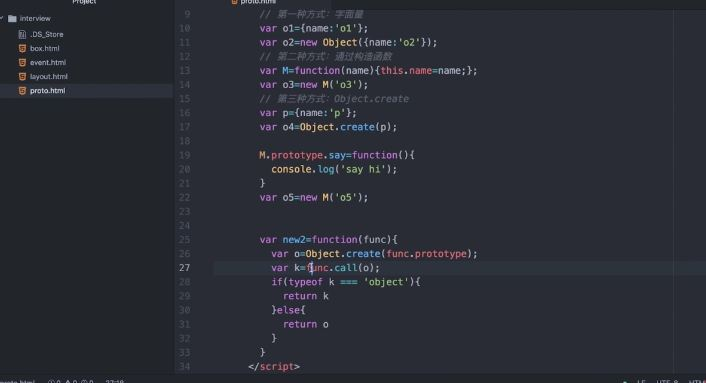 Project
proto.html
interview
.DS_Store
box.html
event.html
layout.html
proto.html
9 // 第一种方式：字面量
10 var o1={name:'o1'};
11 var o2=new Object({name:'o2'});
12 // 第二种方式：通过构造函数
13 var M=function(name){this.name=name;};
14 var o3=new M('o3');
15 // 第三种方式：Object.create
16 var p={name:'p'};
17 var o4=Object.create(p);
18
19 M.prototype.say=function(){
20 console.log('say hi');
21 }
22 var o5=new M('o5');
23
24
25 var new2=function(func){
26 var o=Object.create(func.prototype);
27 var k=func.call(o);
28 if(typeof k === 'object'){
29 return k
30 }else{
31 return o
32 }
33 }
34 </script>